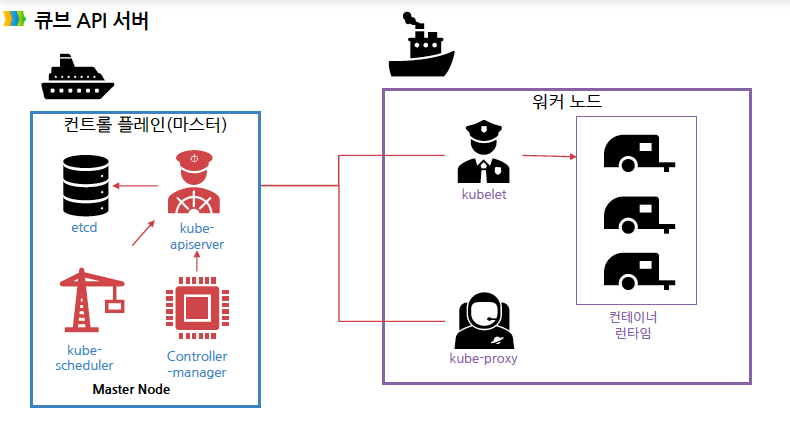 큐브 API 서버
컨트롤 플레인(마스터)
etcd
kube-
apiserver
kube-
scheduler
Controller
-manager
Master Node
워커 노드
kubelet
kube-proxy
컨테이너
런타임